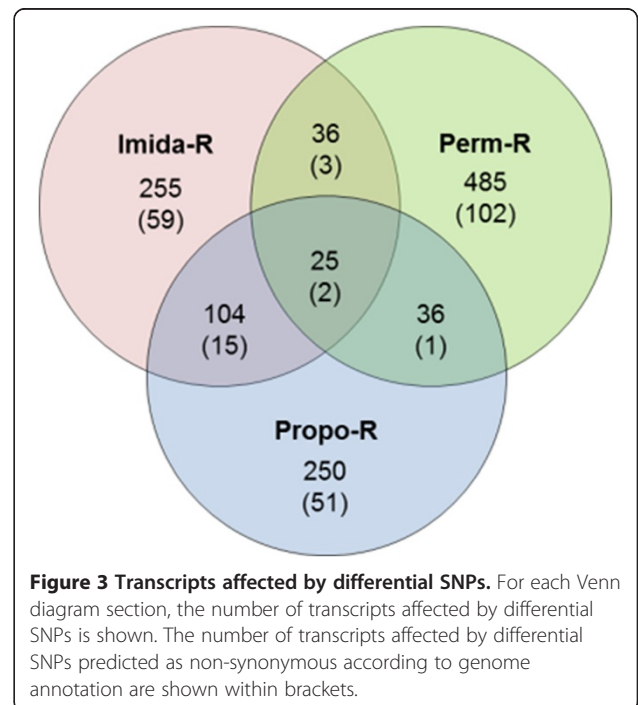 Imida-R
255
(59)
36
(3)
Perm-R
485
(102)
25
(2)
104
(15)
36
(1)
Propo-R
250
(51)
Figure 3 Transcripts affected by differential SNPs. For each Venn
diagram section, the number of transcripts affected by differential
SNPs is shown. The number of transcripts affected by differential
SNPs predicted as non-synonymous according to genome
annotation are shown within brackets.